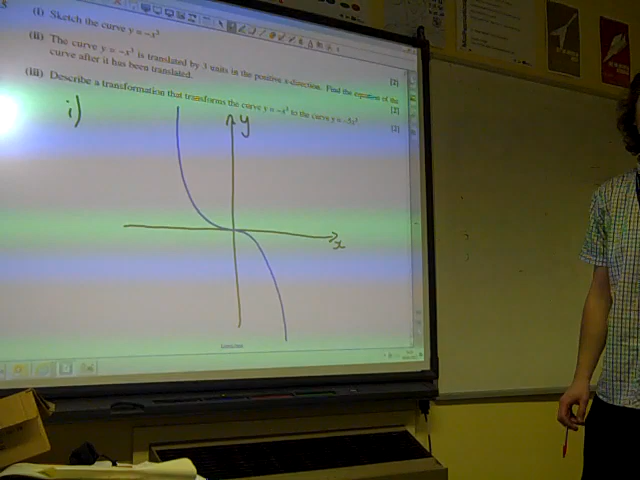 (i) Sketch the curve y = −x³
[2]
(ii) The curve y = −x³ is translated by 3 units in the positive x-direction. Find the equation of the
curve after it has been translated.
[2]
(iii) Describe a transformation that transforms the curve y = −x³ to the curve y = −5x³
[2]
i)
y
x